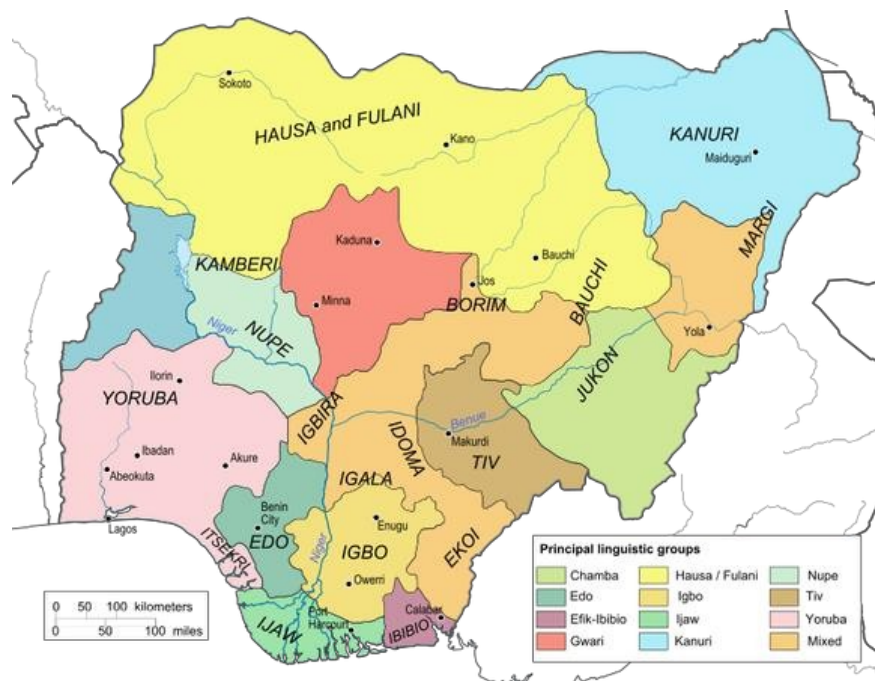 Sokoto
HAUSA and FULANI
Kano
KANURI
Maiduguri
MARGI
Kaduna
KAMBERI
Bauchi
BAUCHI
Jos
BORIM
Minna
Niger
NUPE
Yola
JUKON
Ilorin
YORUBA
IGBIRA
Benue
Makurdi
IDOMA
TIV
Ibadan
Akure
Abeokuta
IGALA
Lagos
Benin
City
EDO
Enugu
IGBO
Niger
EKOI
ITSEKRI
Owerri
Port
Harcourt
IJAW
Calabar
IBIBIO
0 50 100 kilometers
0 50 100 miles
Principal linguistic groups
Chamba
Edo
Efik-Ibibio
Gwari
Hausa / Fulani
Igbo
Ijaw
Kanuri
Nupe
Tiv
Yoruba
Mixed